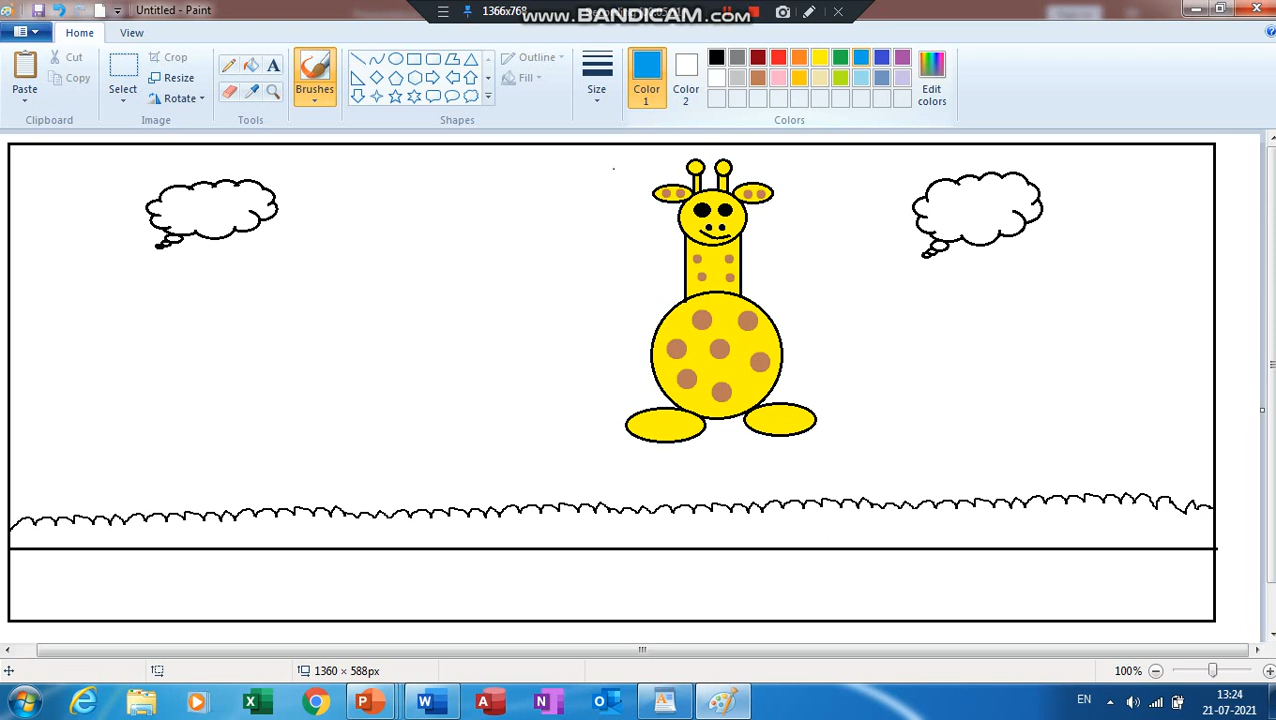 Untitled - Paint
1366x768
www.BANDICAM.com
Home
View
Paste
Cut
Copy
Clipboard
Select
Crop
Resize
Rotate
Image
Tools
Brushes
Outline
Fill
Shapes
Size
Color
1
Color
2
Edit
colors
Colors
1360 × 588px
100%
EN
13:24
21-07-2021